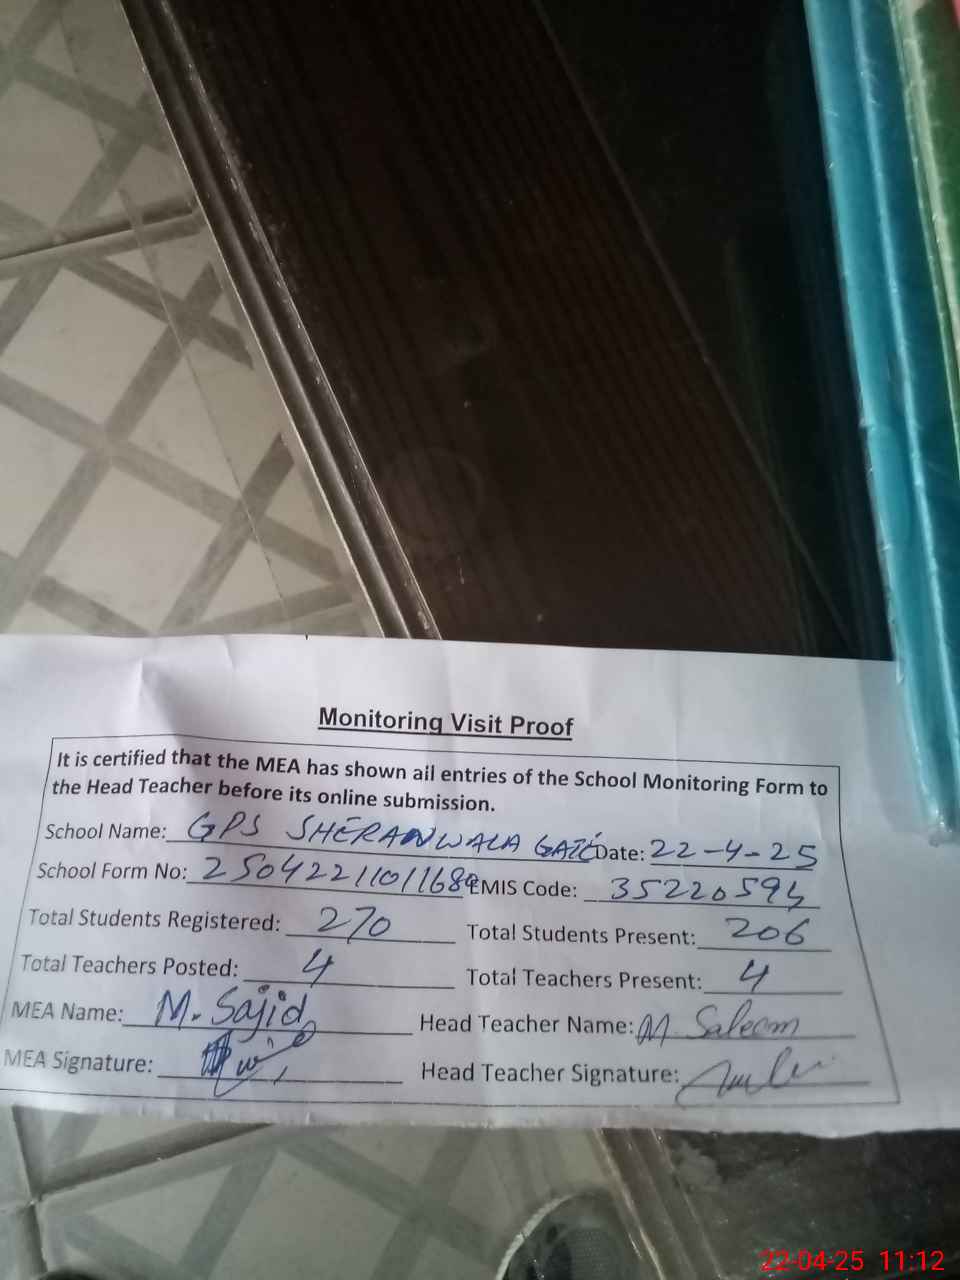 Monitoring Visit Proof
It is certified that the MEA has shown all entries of the School Monitoring Form to
the Head Teacher before its online submission.
School Name: GPS SHERANWALA GATE Date: 22-4-25
School Form No: 2504221101168 EMIS Code: 35220594
Total Students Registered: 270 Total Students Present: 206
Total Teachers Posted: 4 Total Teachers Present: 4
MEA Name: M. Sajid Head Teacher Name: M. Saleem
MEA Signature: Head Teacher Signature:
22-04-25 11:12